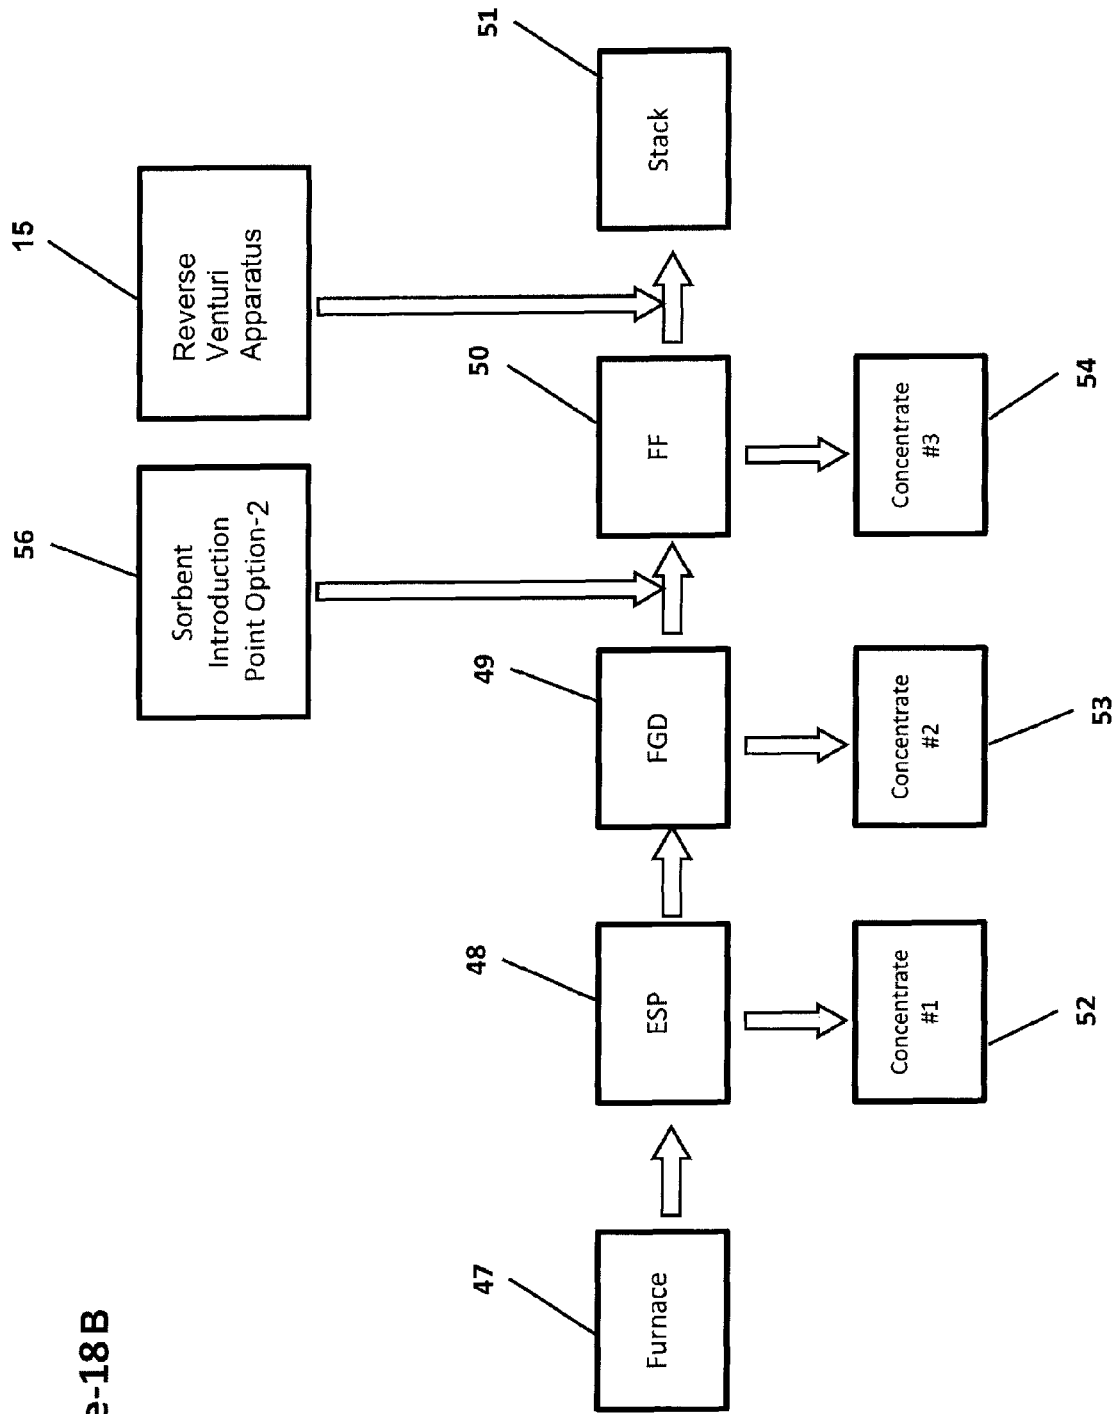 e-18B
56
15
Sorbent
Introduction
Point Option-2
Reverse
Venturi
Apparatus
47
48
49
50
51
Furnace
ESP
FGD
FF
Stack
Concentrate
#1
Concentrate
#2
Concentrate
#3
52
53
54